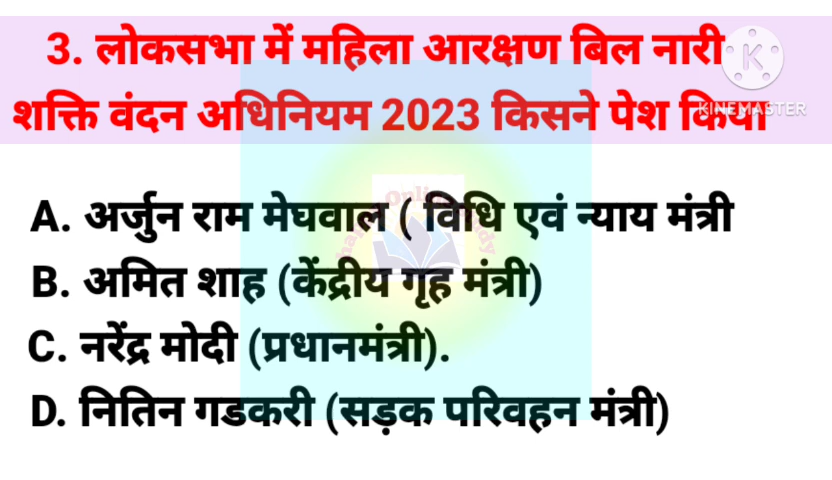 3. लोकसभा में महिला आरक्षण बिल नारी
शक्ति वंदन अधिनियम 2023 किसने पेश किया
KINEMASTER
A. अर्जुन राम मेघवाल ( विधि एवं न्याय मंत्री
B. अमित शाह (केंद्रीय गृह मंत्री)
C. नरेंद्र मोदी (प्रधानमंत्री).
D. नितिन गडकरी (सड़क परिवहन मंत्री)